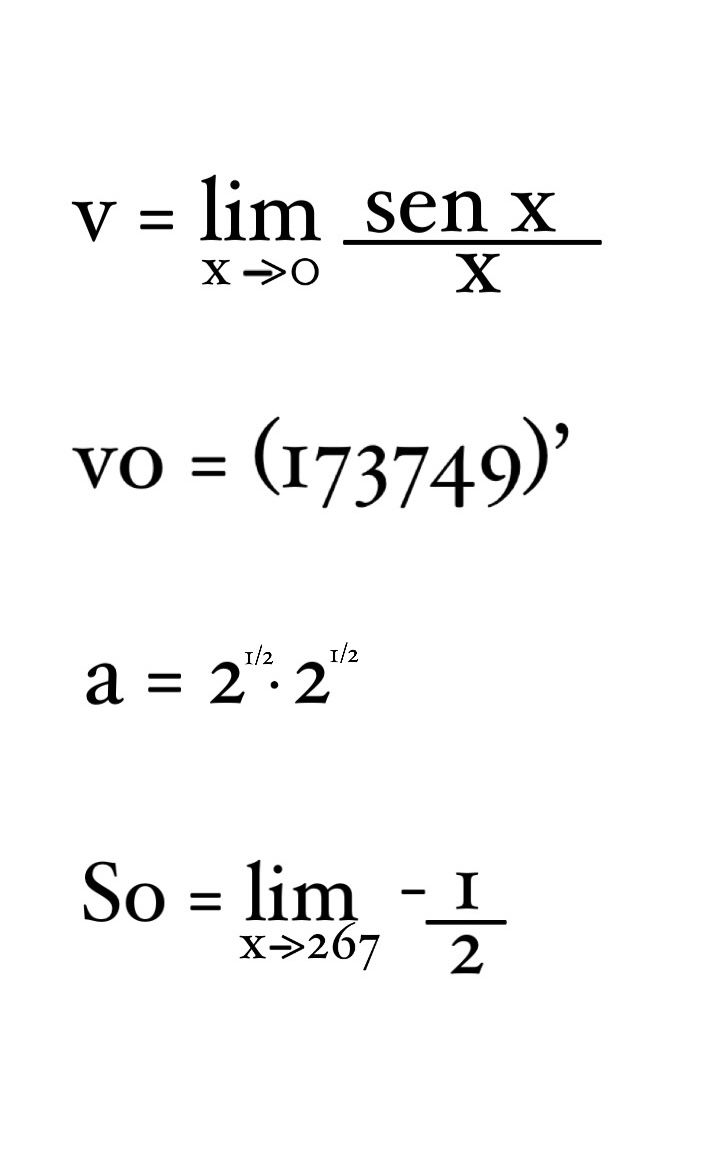 v = lim sen x
x→0 x
vo = (173749)’
a = 2^1/2 · 2^1/2
So = lim - 1
x→267 2